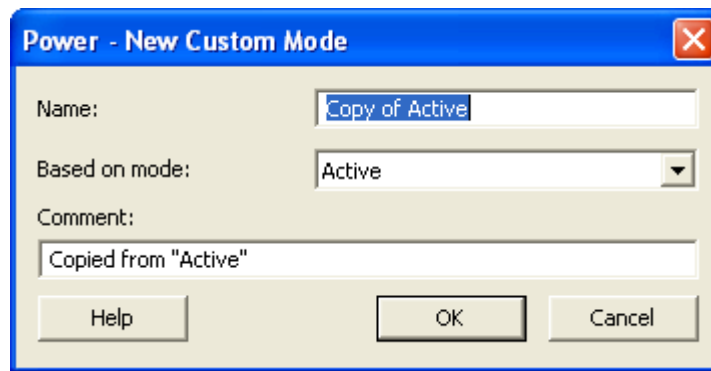 Power - New Custom Mode
Name: Copy of Active
Based on mode: Active
Comment:
Copied from "Active"
Help OK Cancel